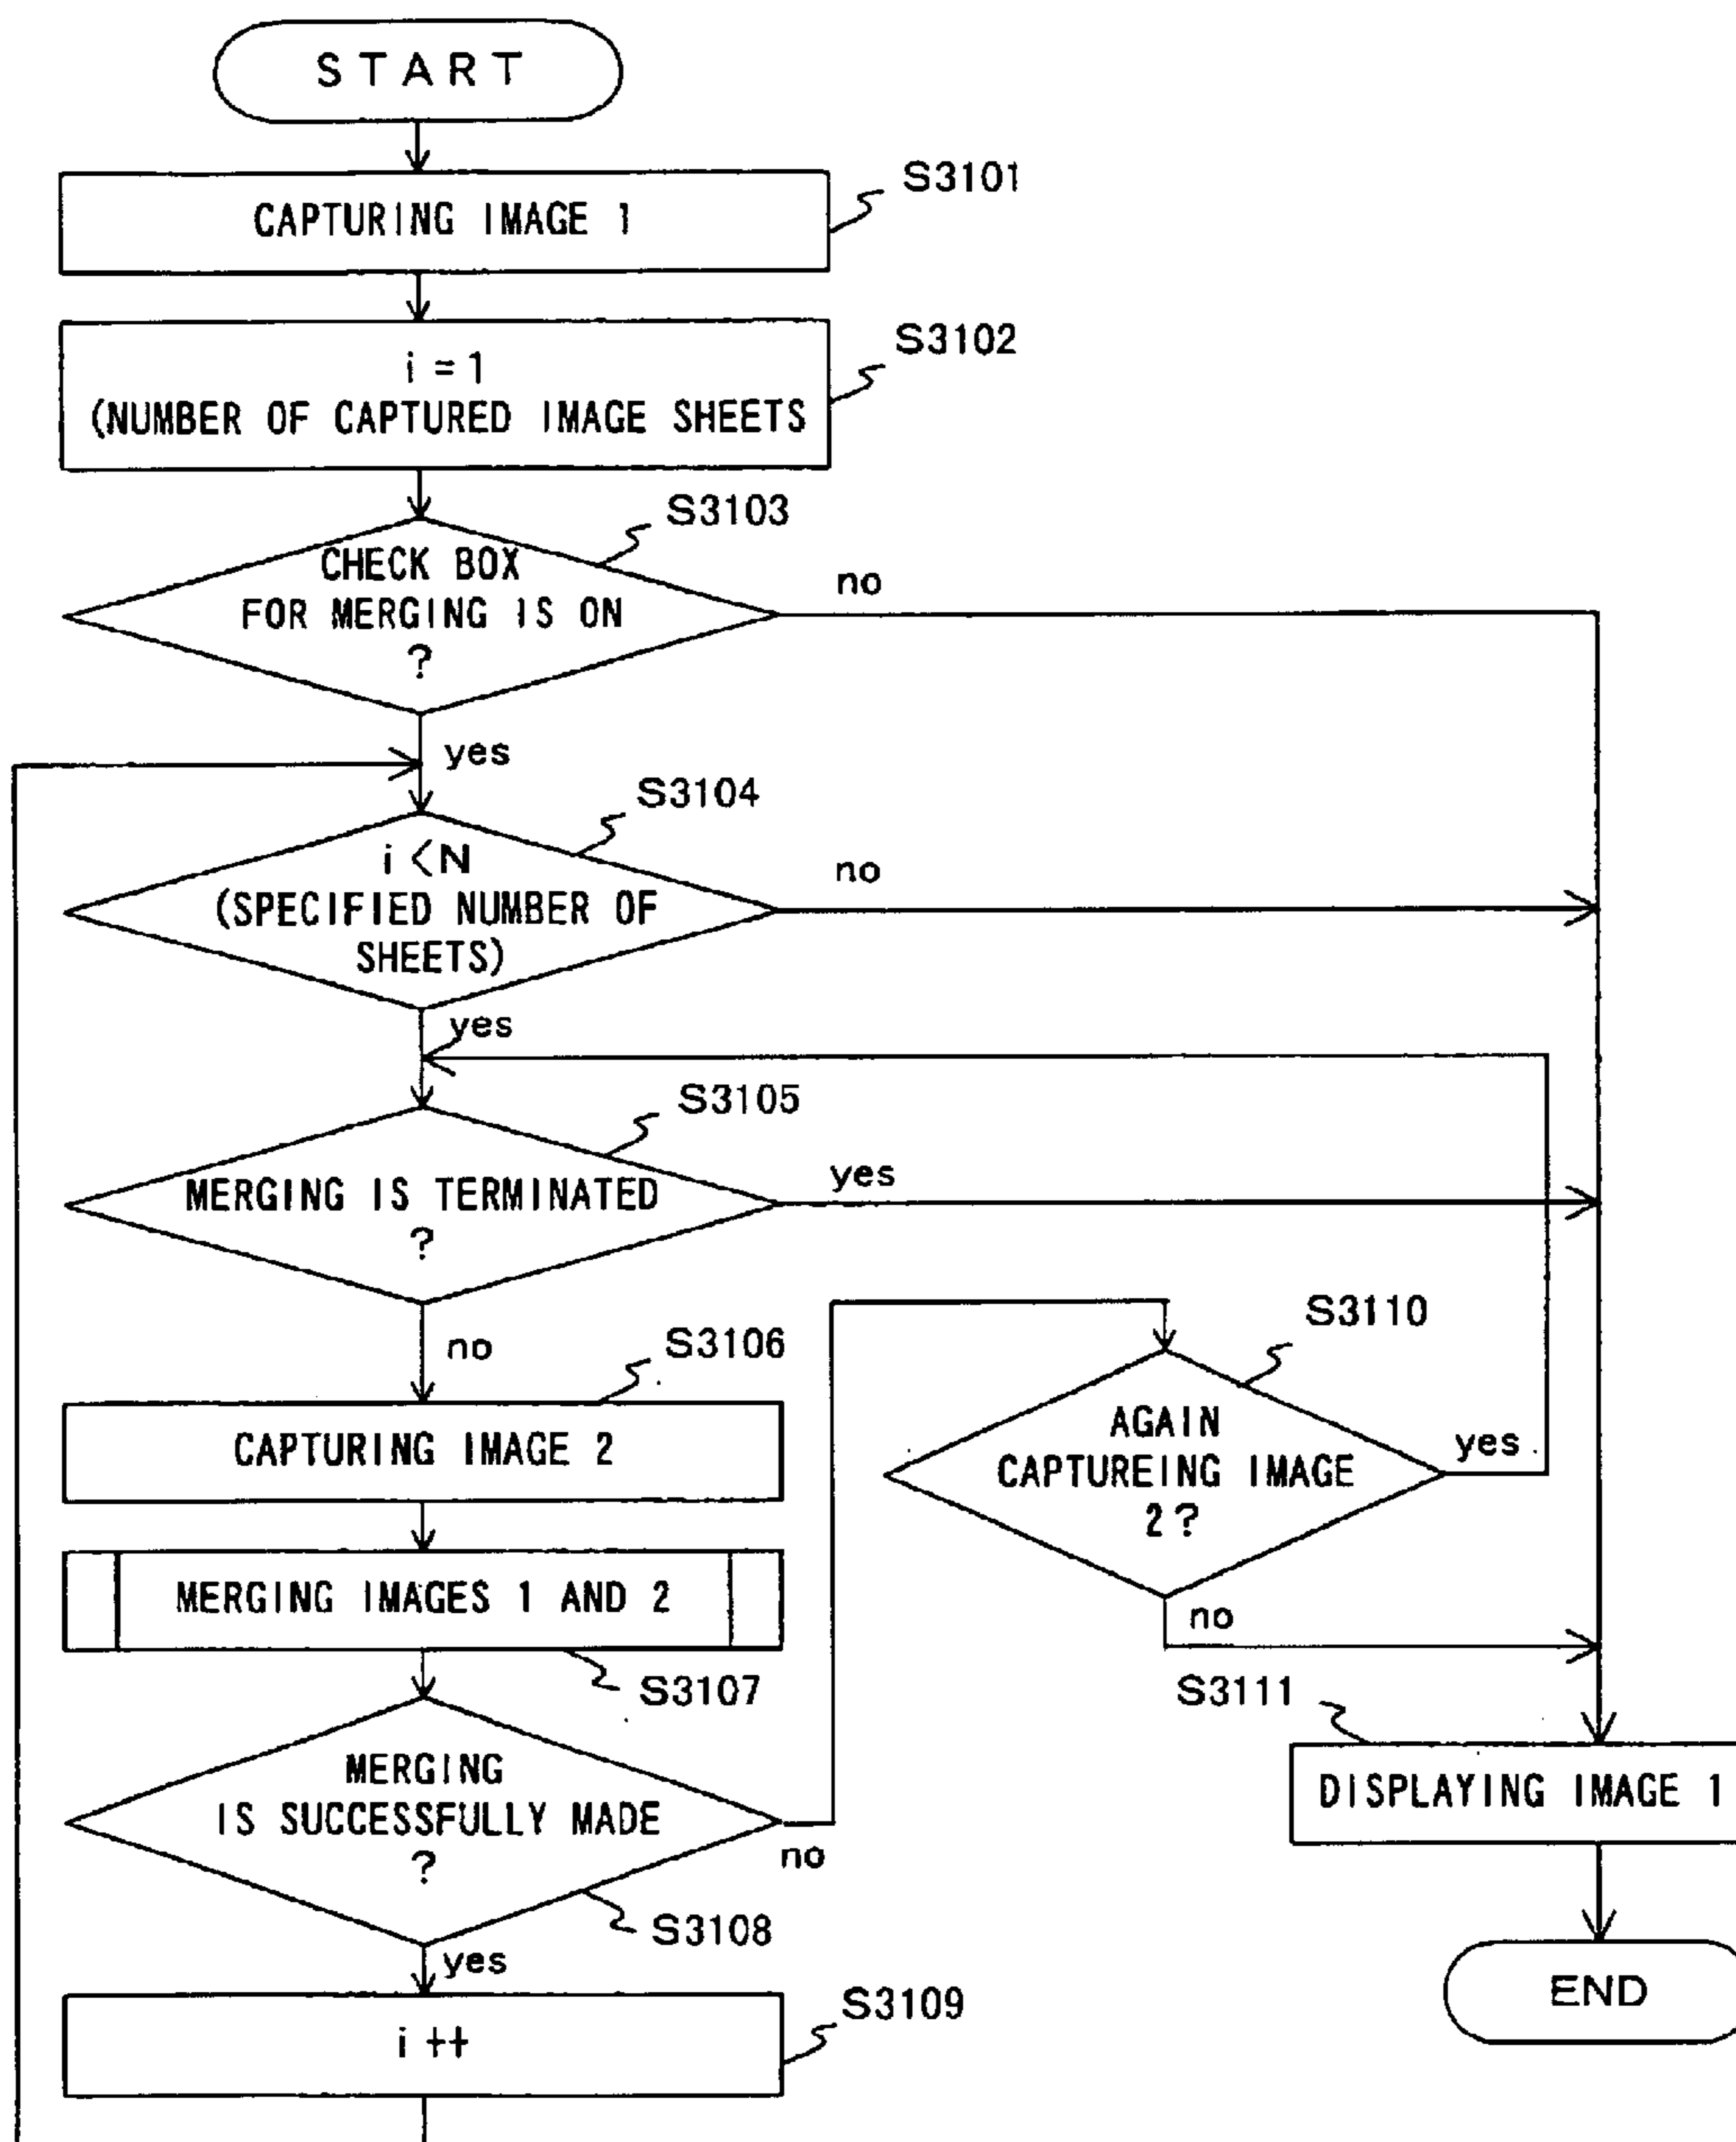 START
CAPTURING IMAGE 1
S3101
i = 1
(NUMBER OF CAPTURED IMAGE SHEETS
S3102
S3103
CHECK BOX
FOR MERGING IS ON
?
no
yes
S3104
i <N
(SPECIFIED NUMBER OF
SHEETS)
no
yes
S3105
MERGING IS TERMINATED
?
yes
no
S3106
CAPTURING IMAGE 2
MERGING IMAGES 1 AND 2
S3107
MERGING
IS SUCCESSFULLY MADE
?
no
S3108
yes
i ++
S3109
S3110
AGAIN
CAPTUREING IMAGE
2?
yes
no
S3111
DISPLAYING IMAGE 1
END